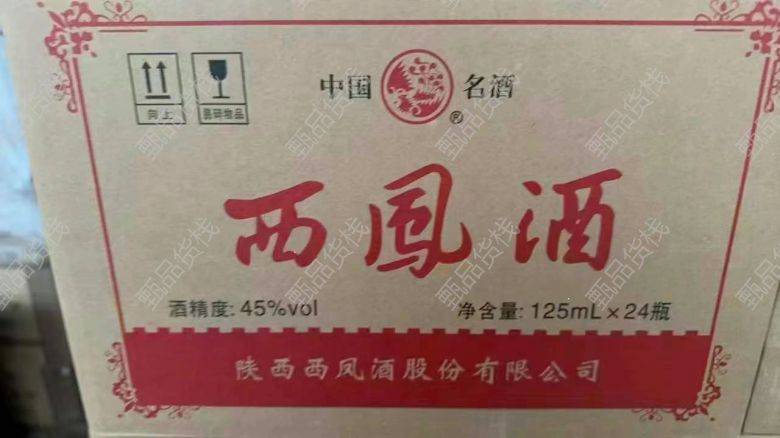 中国 名酒
®
向上 易碎物品
西凤酒
酒精度: 45%vol 净含量: 125mL×24瓶
陕西西凤酒股份有限公司
甄品货栈